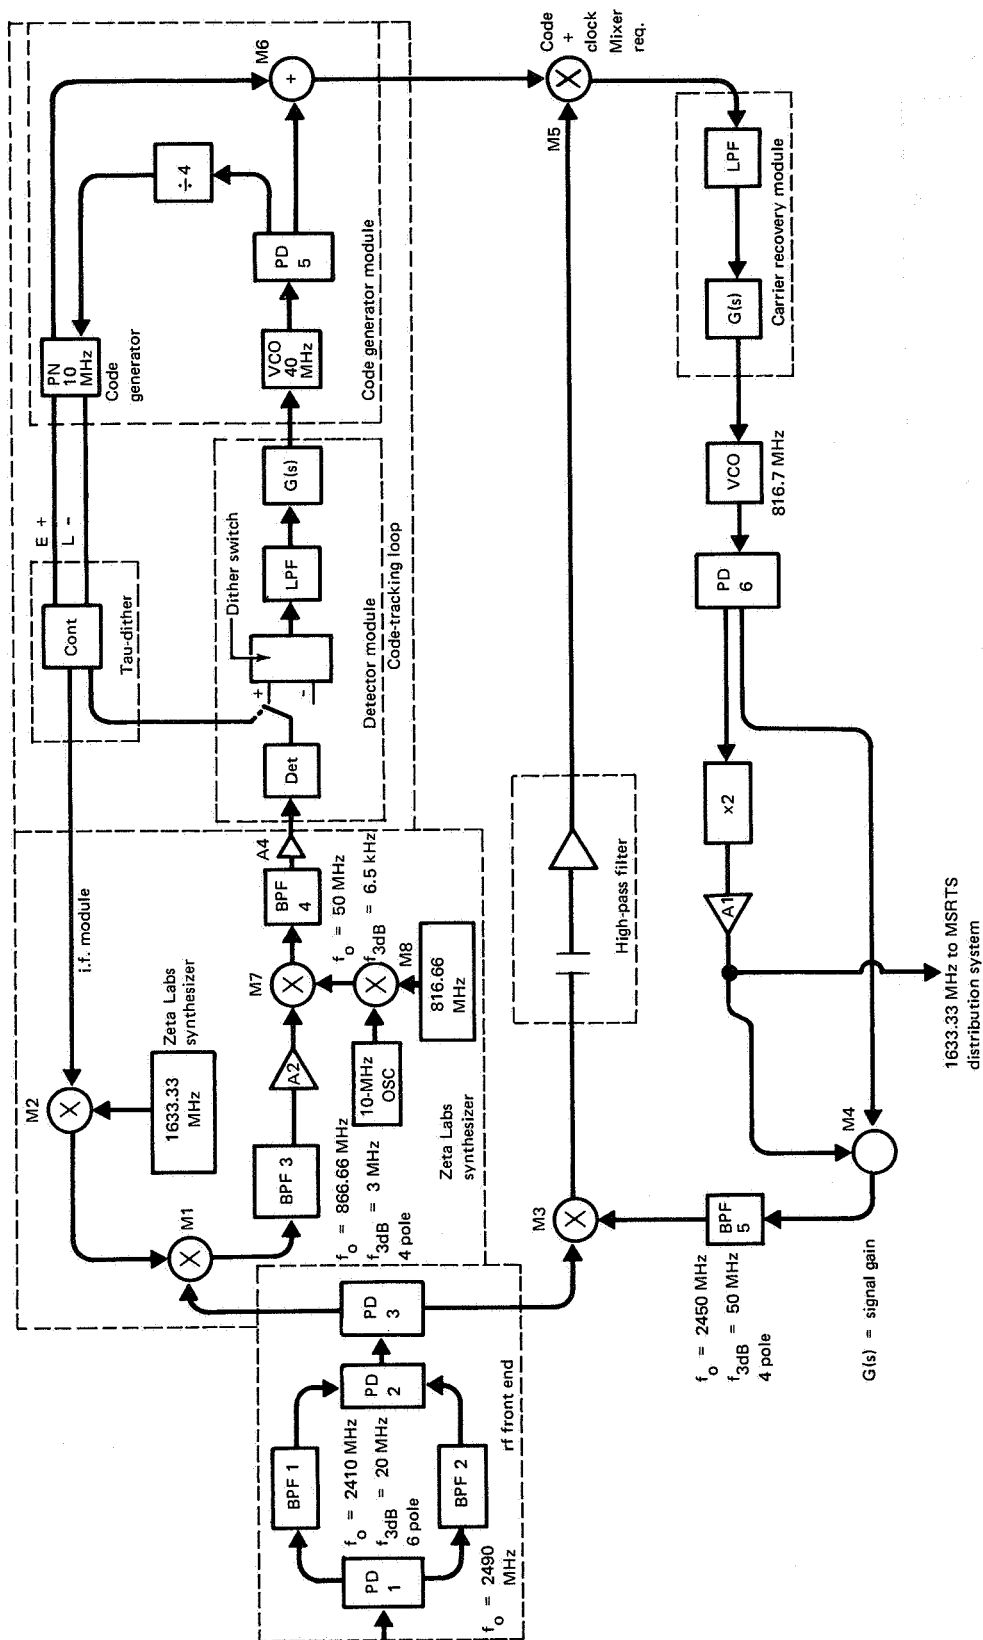 PD
1
BPF 1
f₀ = 2410 MHz
f3dB = 20 MHz
6 pole
BPF 2
f₀ = 2490
MHz
PD
2
PD
3
rf front end
M1
M2
1633.33
MHz
Zeta Labs
synthesizer
i.f. module
BPF 3
f₀ = 866.66 MHz
f3dB = 3 MHz
4 pole
A2
M7
10-MHz
OSC
M8
816.66
MHz
Zeta Labs
synthesizer
BPF
4
f₀ = 50 MHz
f3dB = 6.5 kHz
A4
Cont
Tau-dither
E +
L −
Det
+
−
Dither switch
LPF
G(s)
Detector module
Code-tracking loop
PN
10
MHz
Code
generator
VCO
40
MHz
PD
5
÷4
M6
+
Code generator module
M3
High-pass filter
M5
Code
+
clock
Mixer
req.
LPF
G(s)
Carrier recovery module
VCO
816.7 MHz
PD
6
x2
A1
1633.33 MHz to MSRTS
distribution system
M4
BPF
5
f₀ = 2450 MHz
f3dB = 50 MHz
4 pole
G(s) = signal gain